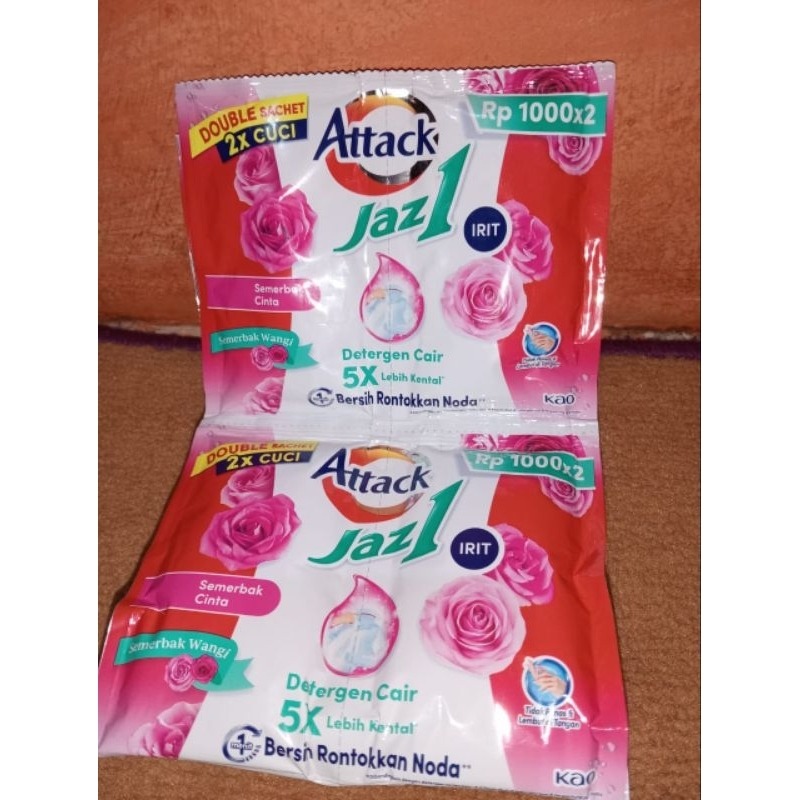 DOUBLE SACHET
2X CUCI
Attack
Rp 1000x2
Jaz1
IRIT
Semerbak
Cinta
Semerbak Wangi
Detergen Cair
5X Lebih Kental
Bersih Rontokkan Noda**
Kao
DOUBLE SACHET
2X CUCI
Attack
Rp 1000x2
Jaz1
IRIT
Semerbak
Cinta
Semerbak Wangi
Detergen Cair
5X Lebih Kental
1 menit
Bersih Rontokkan Noda**
Tidak Panas &
Lembut di Tangan
Kao